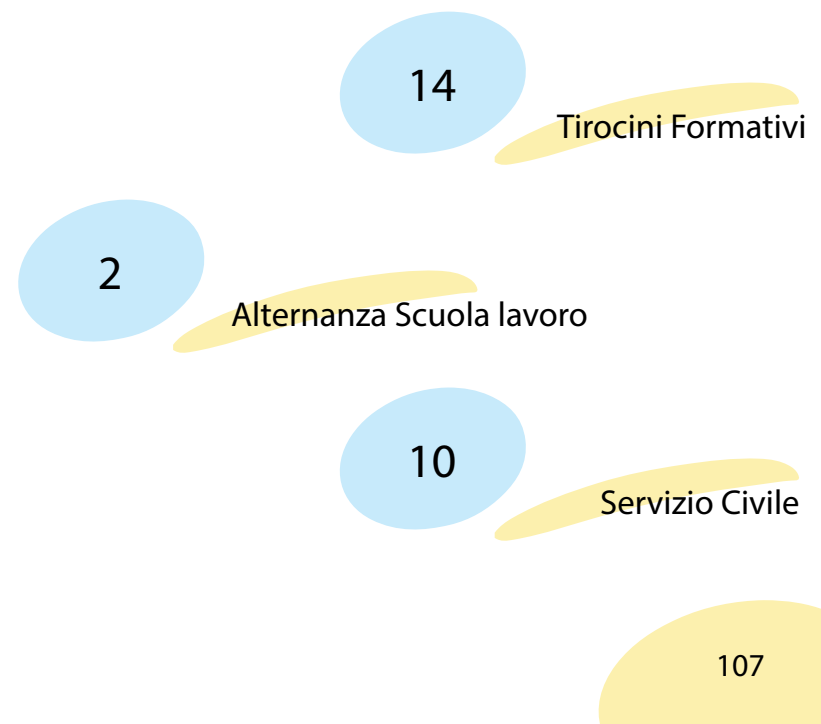 14
Tirocini Formativi
2
Alternanza Scuola lavoro
10
Servizio Civile
107